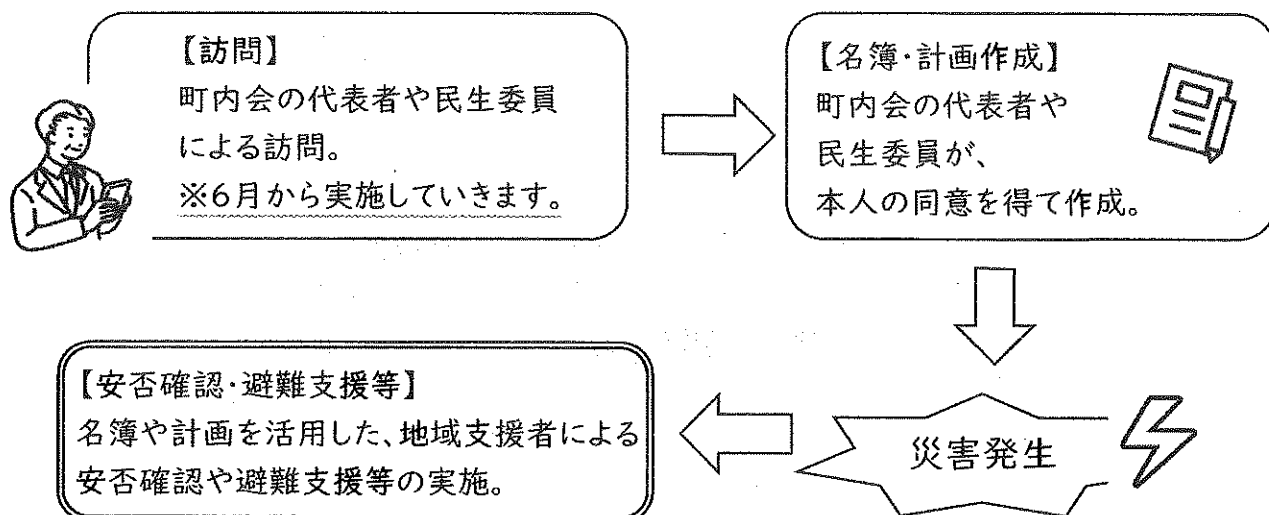 【訪問】
町内会の代表者や民生委員
による訪問。
※6月から実施していきます。
【名簿・計画作成】
町内会の代表者や
民生委員が、
本人の同意を得て作成。
災害発生
【安否確認・避難支援等】
名簿や計画を活用した、地域支援者による
安否確認や避難支援等の実施。